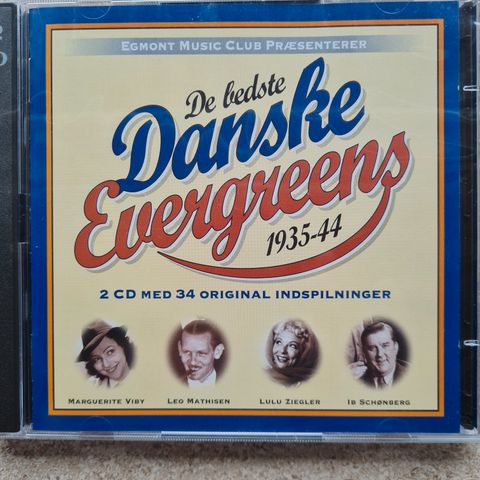 EGMONT MUSIC CLUB PRÆSENTERER
De bedste
Danske
Evergreens
1935-44
2 CD MED 34 ORIGINAL INDSPILNINGER
MARGUERITE VIBY LEO MATHISEN LULU ZIEGLER IB SCHØNBERG